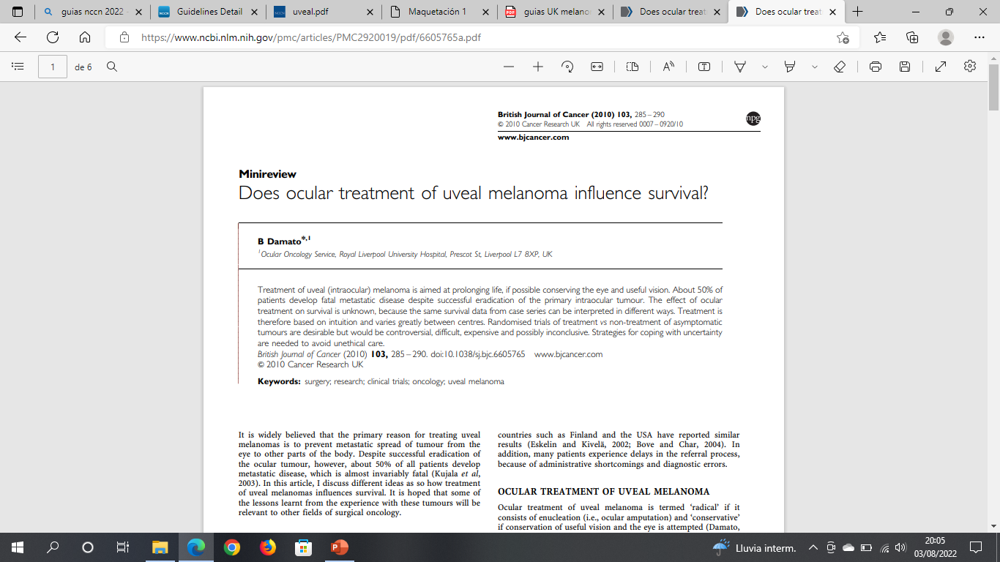 guias nccn 2022
Guidelines Detail
uveal.pdf
Maquetación 1
guias UK melano
Does ocular treat
Does ocular treat
https://www.ncbi.nlm.nih.gov/pmc/articles/PMC2920019/pdf/6605765a.pdf
1
de 6
British Journal of Cancer (2010) 103, 285 – 290
© 2010 Cancer Research UK All rights reserved 0007 – 0920/10
www.bjcancer.com
npg
Minireview
Does ocular treatment of uveal melanoma influence survival?
B Damato*,1
1Ocular Oncology Service, Royal Liverpool University Hospital, Prescot St, Liverpool L7 8XP, UK
Treatment of uveal (intraocular) melanoma is aimed at prolonging life, if possible conserving the eye and useful vision. About 50% of
patients develop fatal metastatic disease despite successful eradication of the primary intraocular tumour. The effect of ocular
treatment on survival is unknown, because the same survival data from case series can be interpreted in different ways. Treatment is
therefore based on intuition and varies greatly between centres. Randomised trials of treatment vs non-treatment of asymptomatic
tumours are desirable but would be controversial, difficult, expensive and possibly inconclusive. Strategies for coping with uncertainty
are needed to avoid unethical care.
British Journal of Cancer (2010) 103, 285 – 290. doi:10.1038/sj.bjc.6605765 www.bjcancer.com
© 2010 Cancer Research UK
Keywords: surgery; research; clinical trials; oncology; uveal melanoma
It is widely believed that the primary reason for treating uveal
melanomas is to prevent metastatic spread of tumour from the
eye to other parts of the body. Despite successful eradication of
the ocular tumour, however, about 50% of all patients develop
metastatic disease, which is almost invariably fatal (Kujala et al,
2003). In this article, I discuss different ideas as so how treatment
of uveal melanomas influences survival. It is hoped that some of
the lessons learnt from the experience with these tumours will be
relevant to other fields of surgical oncology.
countries such as Finland and the USA have reported similar
results (Eskelin and Kivelä, 2002; Bove and Char, 2004). In
addition, many patients experience delays in the referral process,
because of administrative shortcomings and diagnostic errors.
OCULAR TREATMENT OF UVEAL MELANOMA
Ocular treatment of uveal melanoma is termed ‘radical’ if it
consists of enucleation (i.e., ocular amputation) and ‘conservative’
if conservation of useful vision and the eye is attempted (Damato,
Lluvia interm.
20:05
03/08/2022